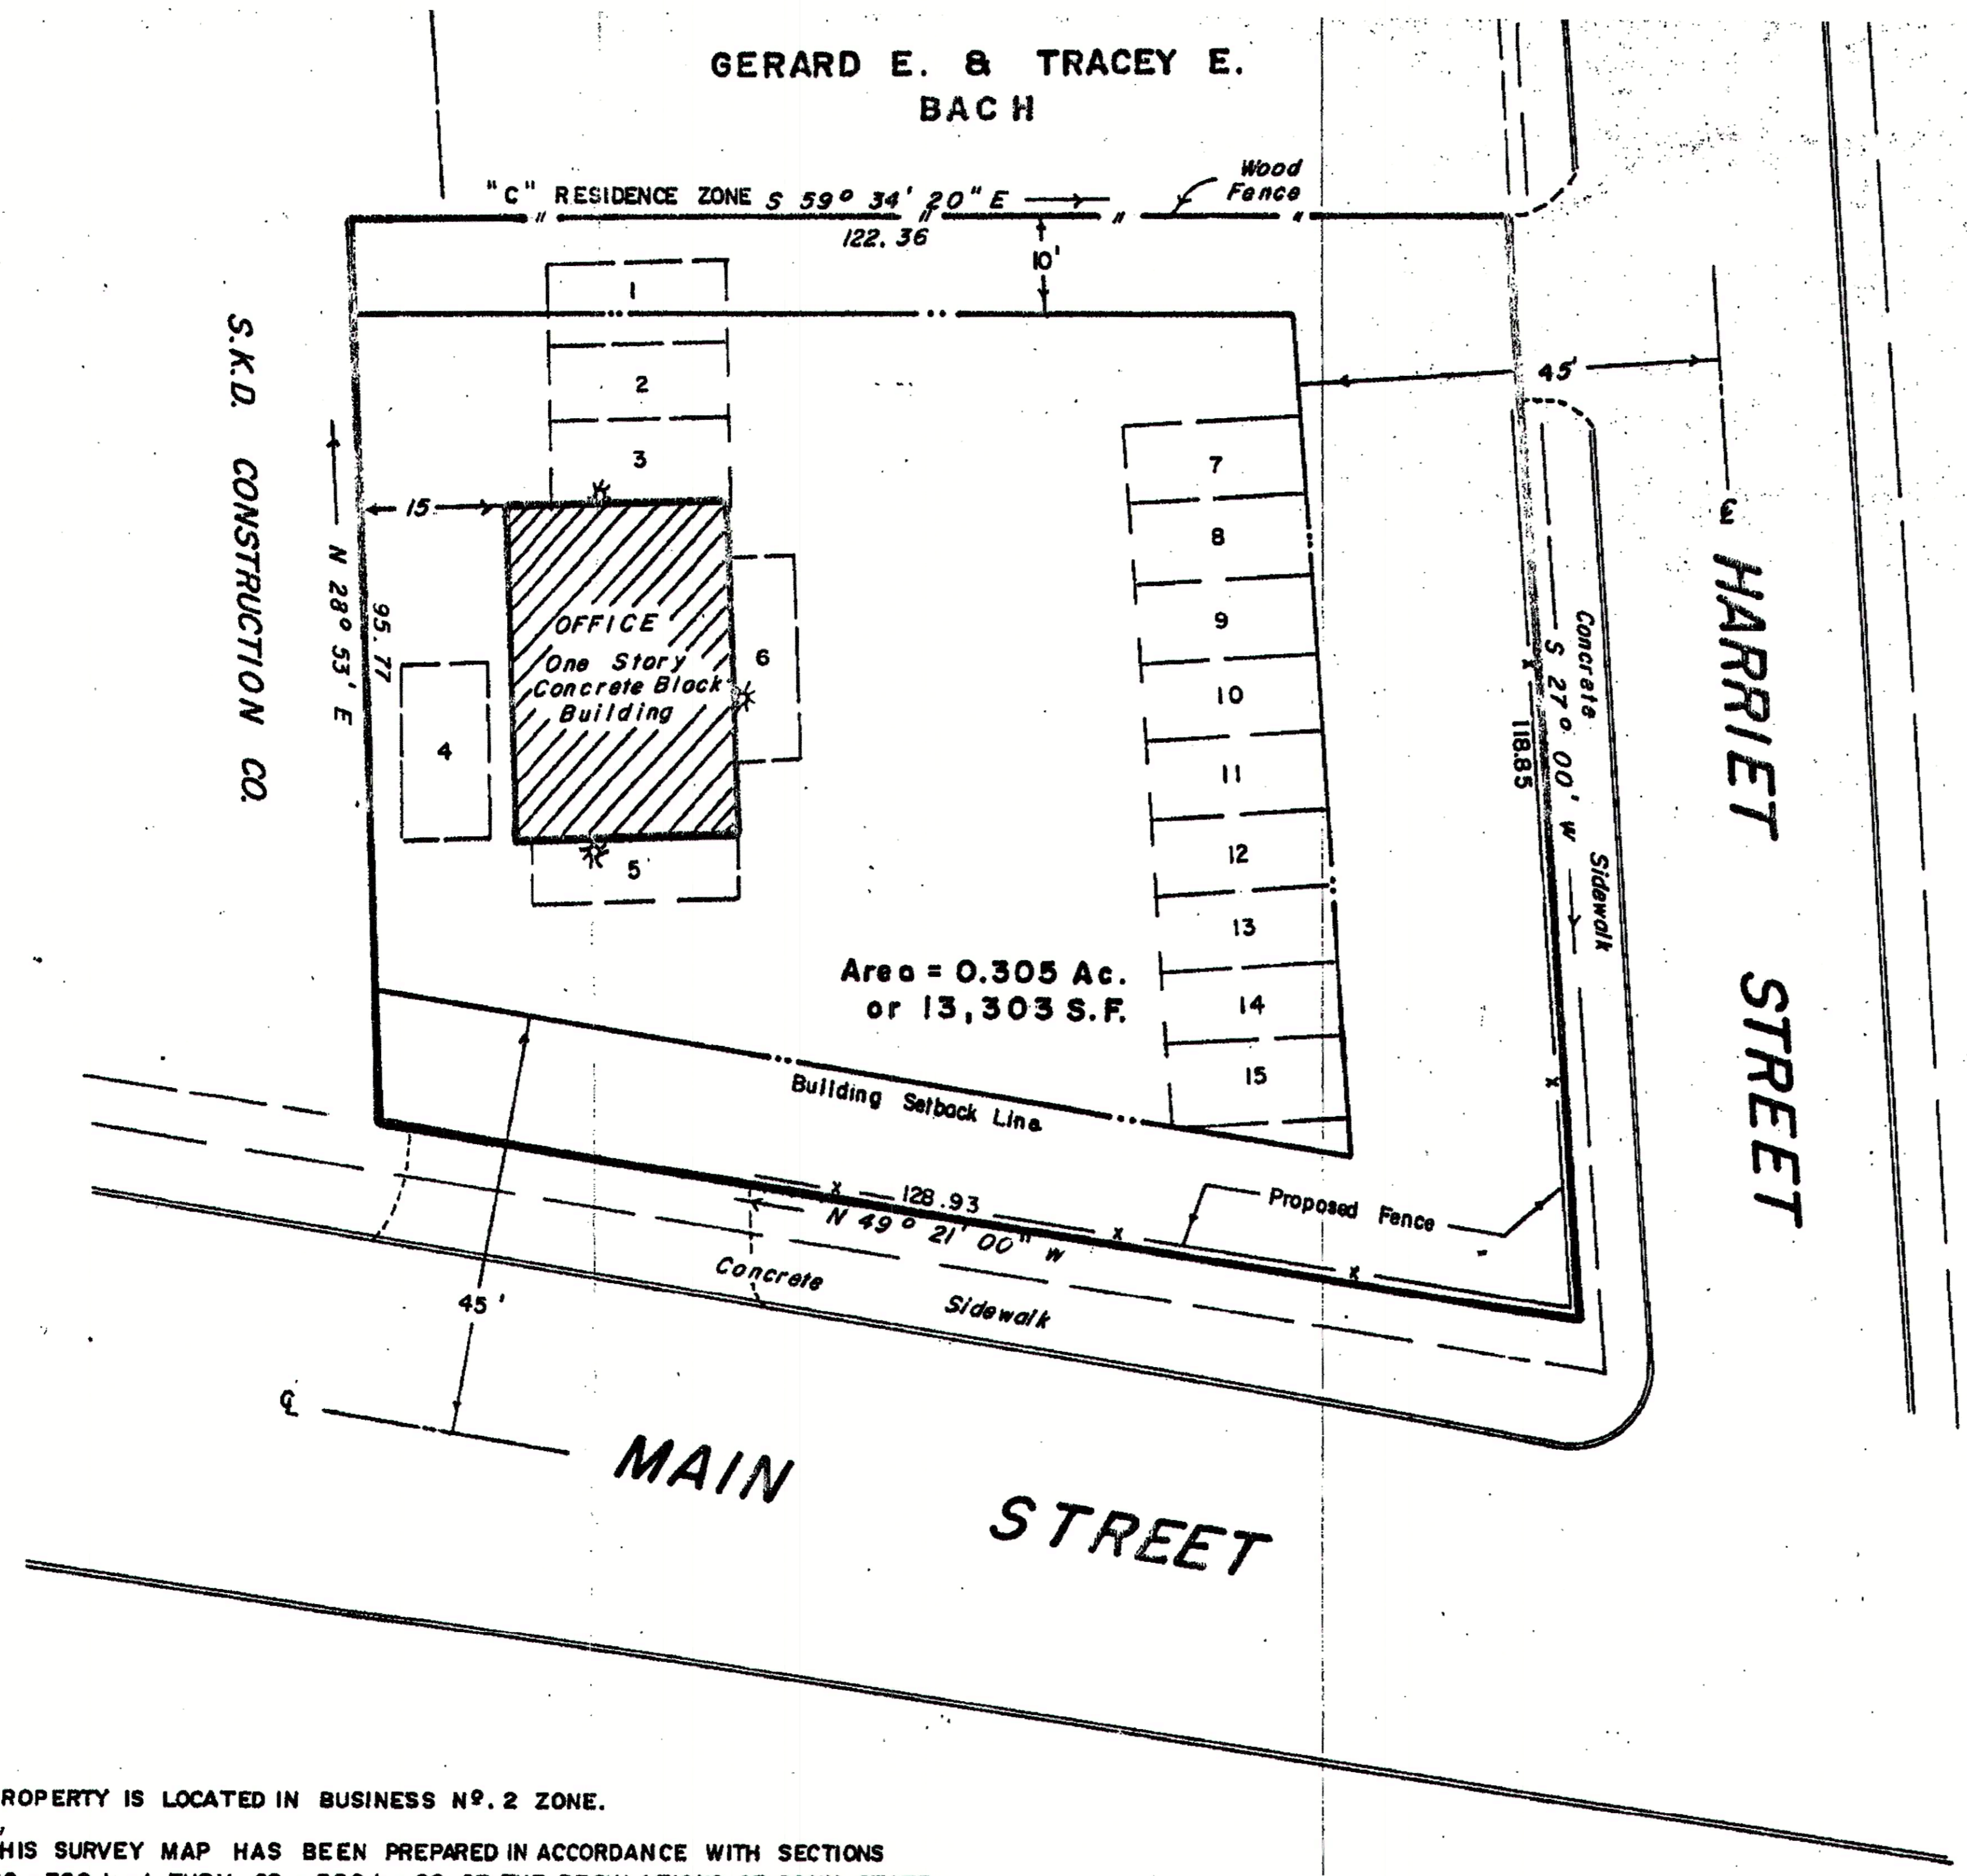 GERARD E. & TRACEY E.
BACH
"C" RESIDENCE ZONE S 59° 34' 20" E
Wood
Fence
122.36
10'
45'
15
S.K.D. CONSTRUCTION CO.
N 28° 53' E
95.77
1
2
3
4
5
6
OFFICE
One Story
Concrete Block
Building
7
8
9
10
11
12
13
14
15
118.85
S 27° 00' W
Concrete
Sidewalk
℄
HARRIET STREET
Area = 0.305 Ac.
or 13,303 S.F.
Building Setback Line
128.93
N 49° 21' 00" W
Proposed Fence
Concrete
Sidewalk
45'
℄
MAIN STREET
ROPERTY IS LOCATED IN BUSINESS Nº. 2 ZONE.
HIS SURVEY MAP HAS BEEN PREPARED IN ACCORDANCE WITH SECTIONS